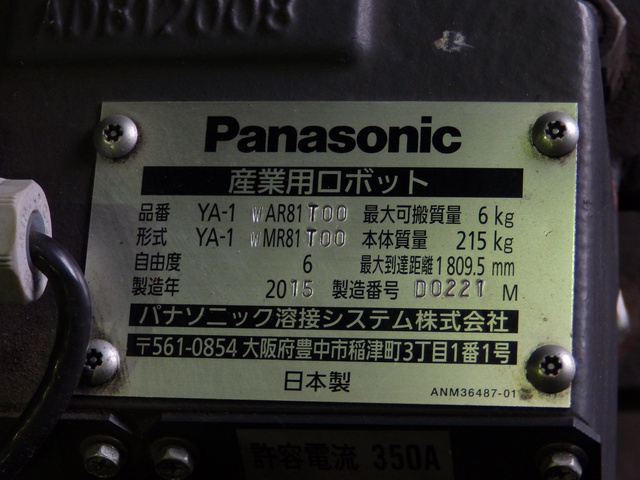 ADB12008
Panasonic
産業用ロボット
品番 YA-1 WAR81T00 最大可搬質量 6 kg
形式 YA-1 WMR81T00 本体質量 215 kg
自由度 6 最大到達距離 1 809.5 mm
製造年 2015 製造番号 D0221 M
パナソニック溶接システム株式会社
〒561-0854 大阪府豊中市稲津町3丁目1番1号
日本製
ANM36487-01
許容電流 350A